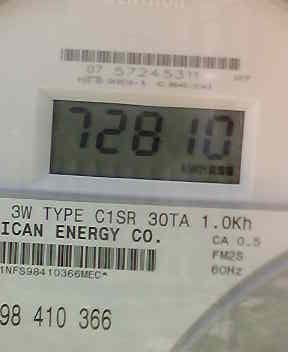 07 57245311
72810
3W TYPE C1SR 30TA 1.0Kh
ICAN ENERGY CO.
CA 0.5
FM2S
60Hz
1NFS98410366MEC*
98 410 366